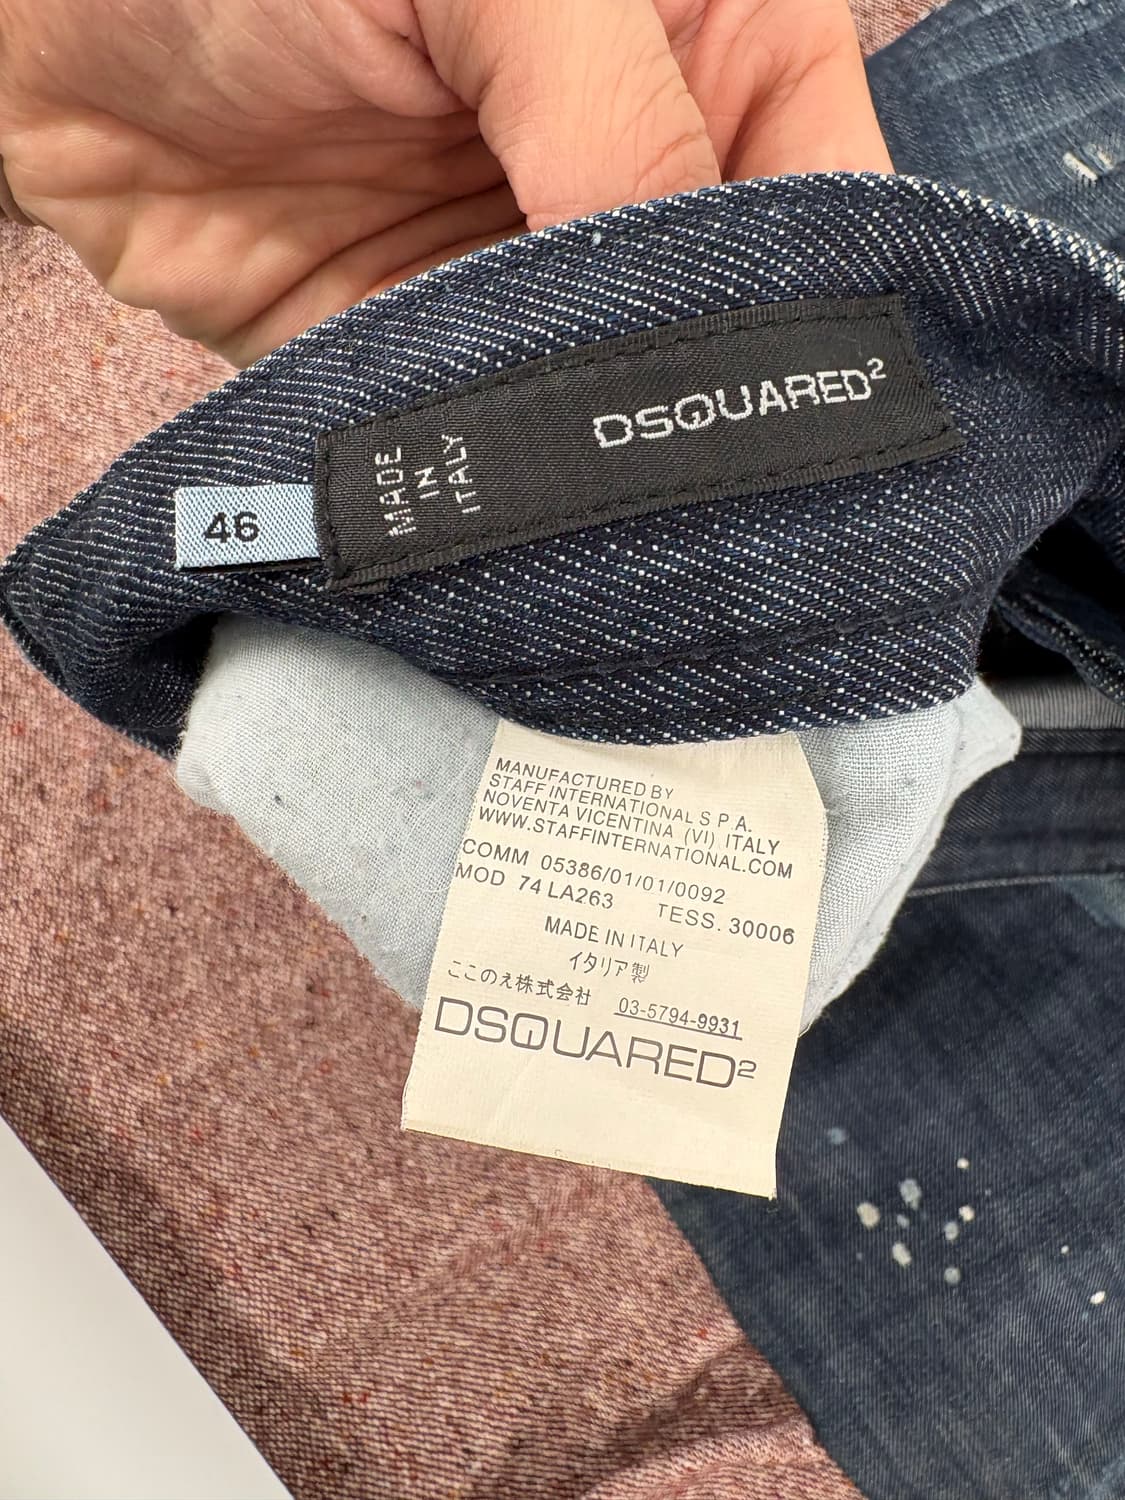 DSQUARED²
MADE
IN
ITALY
46
MANUFACTURED BY
STAFF INTERNATIONAL S P A.
NOVENTA VICENTINA (VI) ITALY
WWW.STAFFINTERNATIONAL.COM
COMM 05386/01/01/0092
MOD 74LA263 TESS. 30006
MADE IN ITALY
イタリア製
ここのえ株式会社 03-5794-9931
DSQUARED²